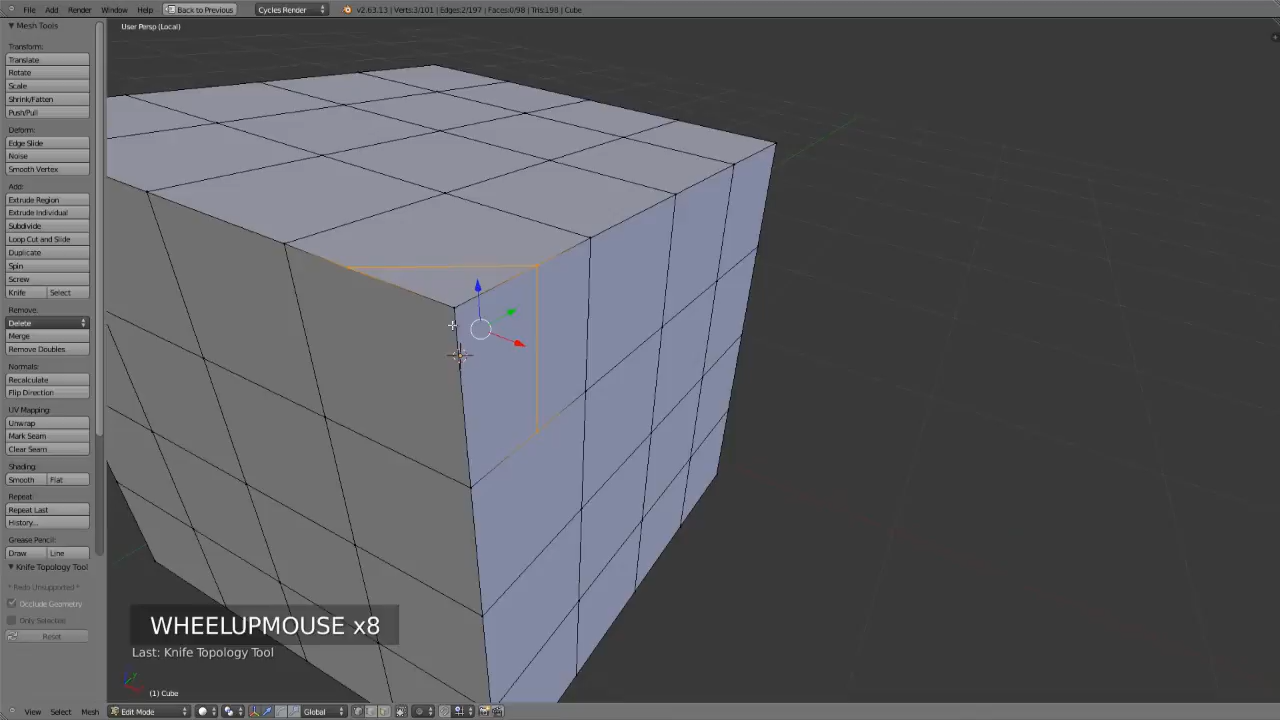 File Add Render Window Help Back to Previous Cycles Render v2.63.13 | Verts:3/101 | Edges:2/197 | Faces:0/98 | Tris:198 | Cube
Mesh Tools
User Persp (Local)
Transform:
Translate
Rotate
Scale
Shrink/Fatten
Push/Pull
Deform:
Edge Slide
Noise
Smooth Vertex
Add:
Extrude Region
Extrude Individual
Subdivide
Loop Cut and Slide
Duplicate
Spin
Screw
Knife Select
Remove:
Delete
Merge
Remove Doubles
Normals:
Recalculate
Flip Direction
UV Mapping:
Unwrap
Mark Seam
Clear Seam
Shading:
Smooth Flat
Repeat:
Repeat Last
History...
Grease Pencil:
Draw Line
Knife Topology Tool
* Redo Unsupported *
Occlude Geometry
Only Selected
Reset
WHEELUPMOUSE x8
Last: Knife Topology Tool
(1) Cube
View Select Mesh Edit Mode Global